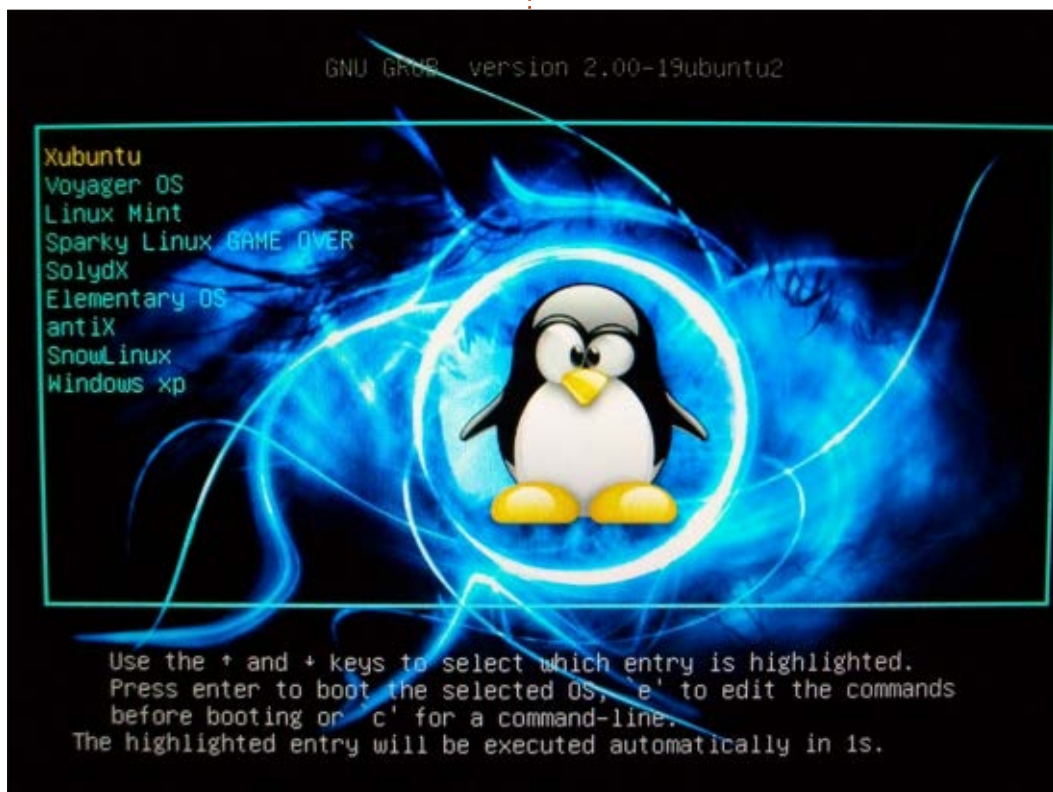 GNU GRUB version 2.00-19ubuntu2
Xubuntu
Voyager OS
Linux Mint
Sparky Linux GAME OVER
SolydX
Elementary OS
antiX
SnowLinux
Windows xp
Use the ↑ and ↓ keys to select which entry is highlighted.
Press enter to boot the selected OS, `e' to edit the commands
before booting or `c' for a command-line.
The highlighted entry will be executed automatically in 1s.